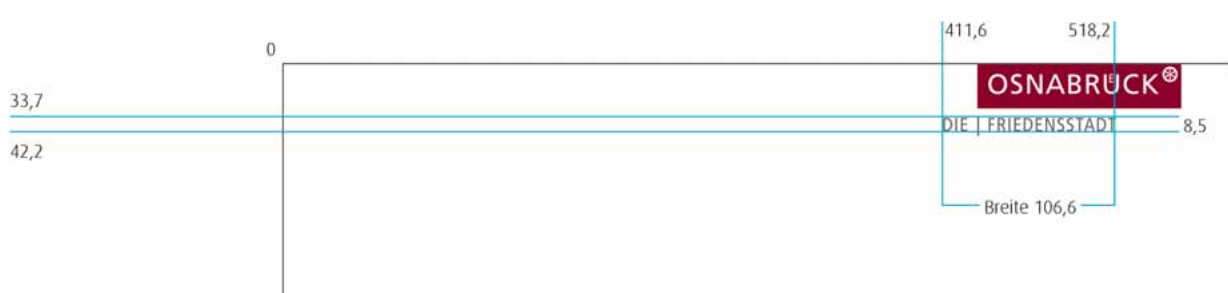 411,6 518,2
0
OSNABRÜCK
33,7
DIE | FRIEDENSSTADT 8,5
42,2
Breite 106,6